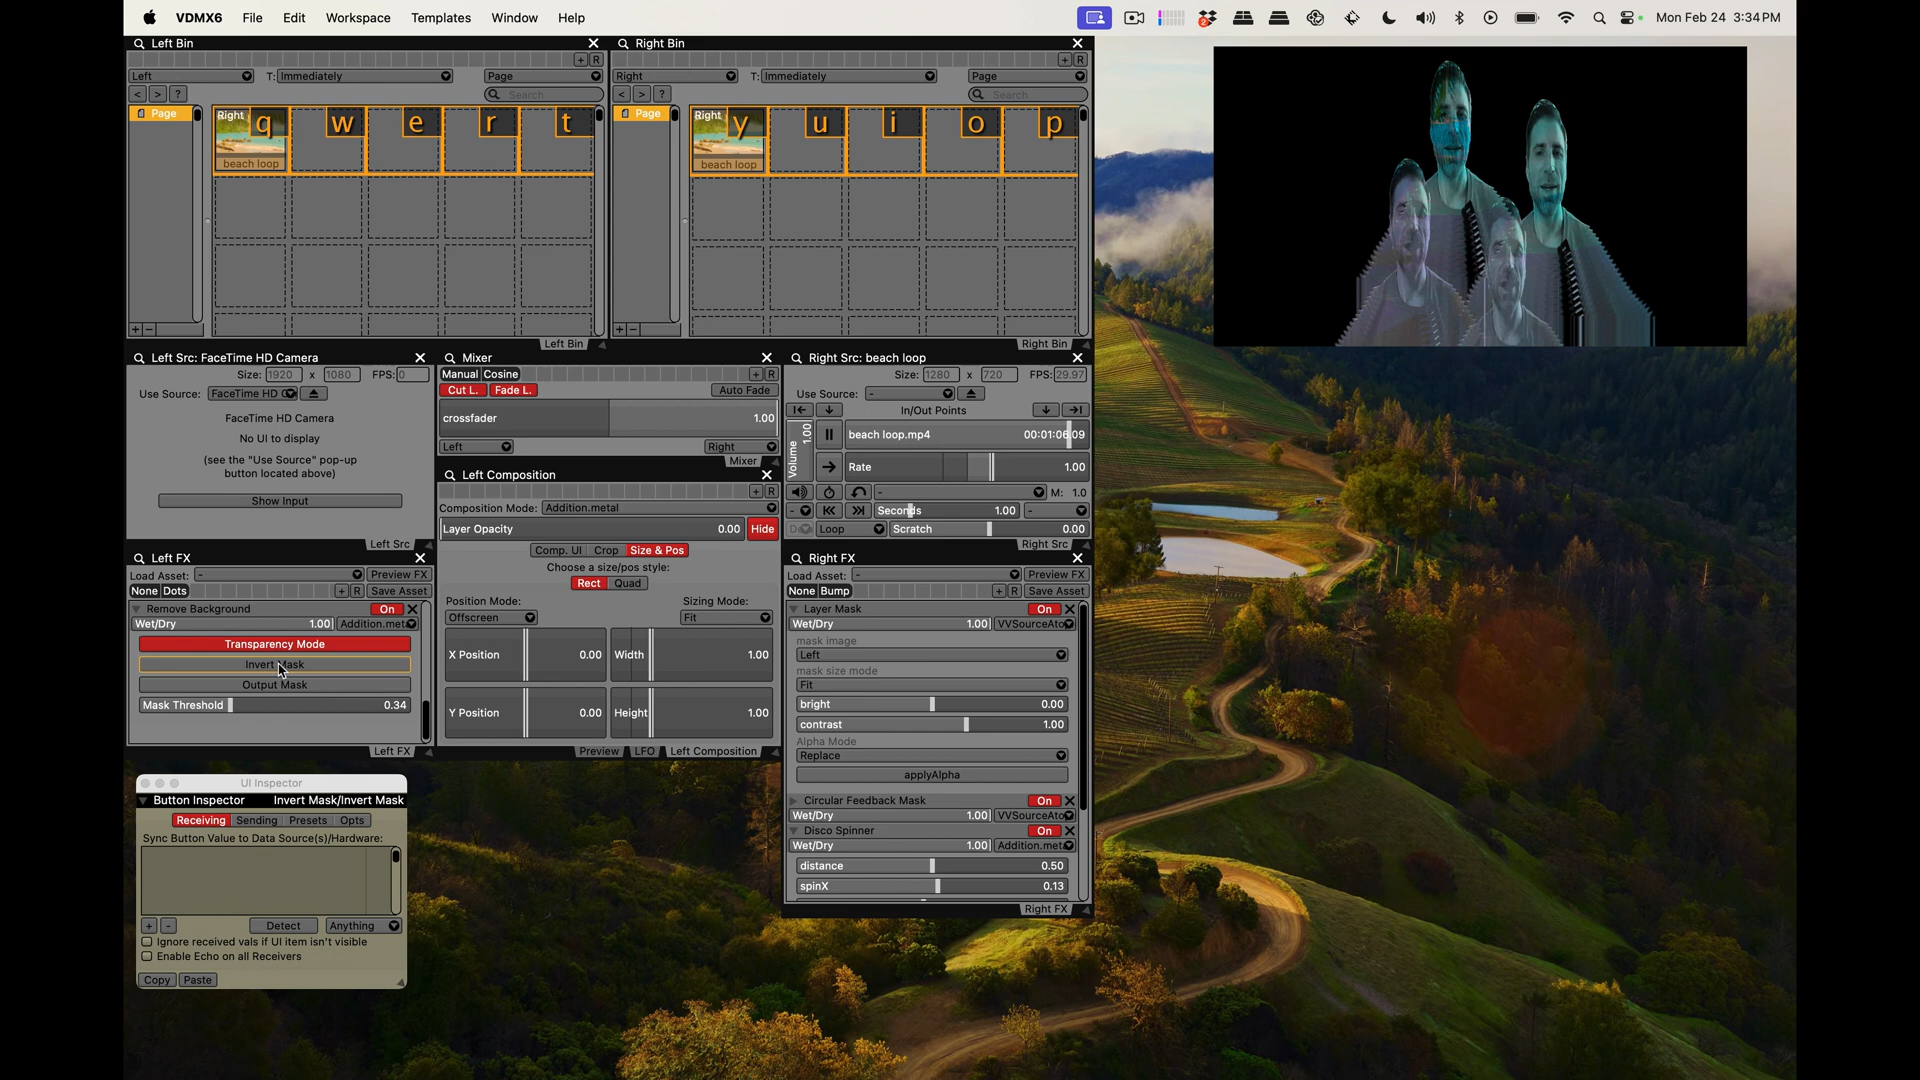 VDMX6 File Edit Workspace Templates Window Help
2
Mon Feb 24 3:34 PM
Left Bin
+ R
Left
T: Immediately
Page
< > ?
Search
Page
Right q w e r t
beach loop
+ -
Left Bin
Right Bin
+ R
Right
T: Immediately
Page
< > ?
Search
Page
Right y u i o p
beach loop
+ -
Right Bin
Left Src: FaceTime HD Camera
Size: 1920 x 1080 FPS: 0
Use Source: FaceTime HD C
FaceTime HD Camera
No UI to display
(see the "Use Source" pop-up
button located above)
Show Input
Left Src
Mixer
Manual Cosine + R
Cut L. Fade L. Auto Fade
crossfader 1.00
Left Right
Mixer
Left Composition
+ R
Composition Mode: Addition.metal
Layer Opacity 0.00 Hide
Comp. UI Crop Size & Pos
Choose a size/pos style:
Rect Quad
Position Mode: Sizing Mode:
Offscreen Fit
X Position 0.00 Width 1.00
Y Position 0.00 Height 1.00
Preview LFO Left Composition
Right Src: beach loop
Size: 1280 x 720 FPS: 29.97
Use Source: -
In/Out Points
Volume 1.00
beach loop.mp4 00:01:06:09
Rate 1.00
- M: 1.0
- Seconds 1.00 -
Loop Scratch 0.00
Right Src
Left FX
Load Asset: - Preview FX
None Dots + R Save Asset
Remove Background On
Wet/Dry 1.00 Addition.meta
Transparency Mode
Invert Mask
Output Mask
Mask Threshold 0.34
Left FX
Right FX
Load Asset: - Preview FX
None Bump + R Save Asset
Layer Mask On
Wet/Dry 1.00 VVSourceAto
mask image
Left
mask size mode
Fit
bright 0.00
contrast 1.00
Alpha Mode
Replace
applyAlpha
Circular Feedback Mask On
Wet/Dry 1.00 VVSourceAto
Disco Spinner On
Wet/Dry 1.00 Addition.meta
distance 0.50
spinX 0.13
Right FX
UI Inspector
Button Inspector Invert Mask/Invert Mask
Receiving Sending Presets Opts
Sync Button Value to Data Source(s)/Hardware:
+ - Detect Anything
Ignore received vals if UI item isn't visible
Enable Echo on all Receivers
Copy Paste